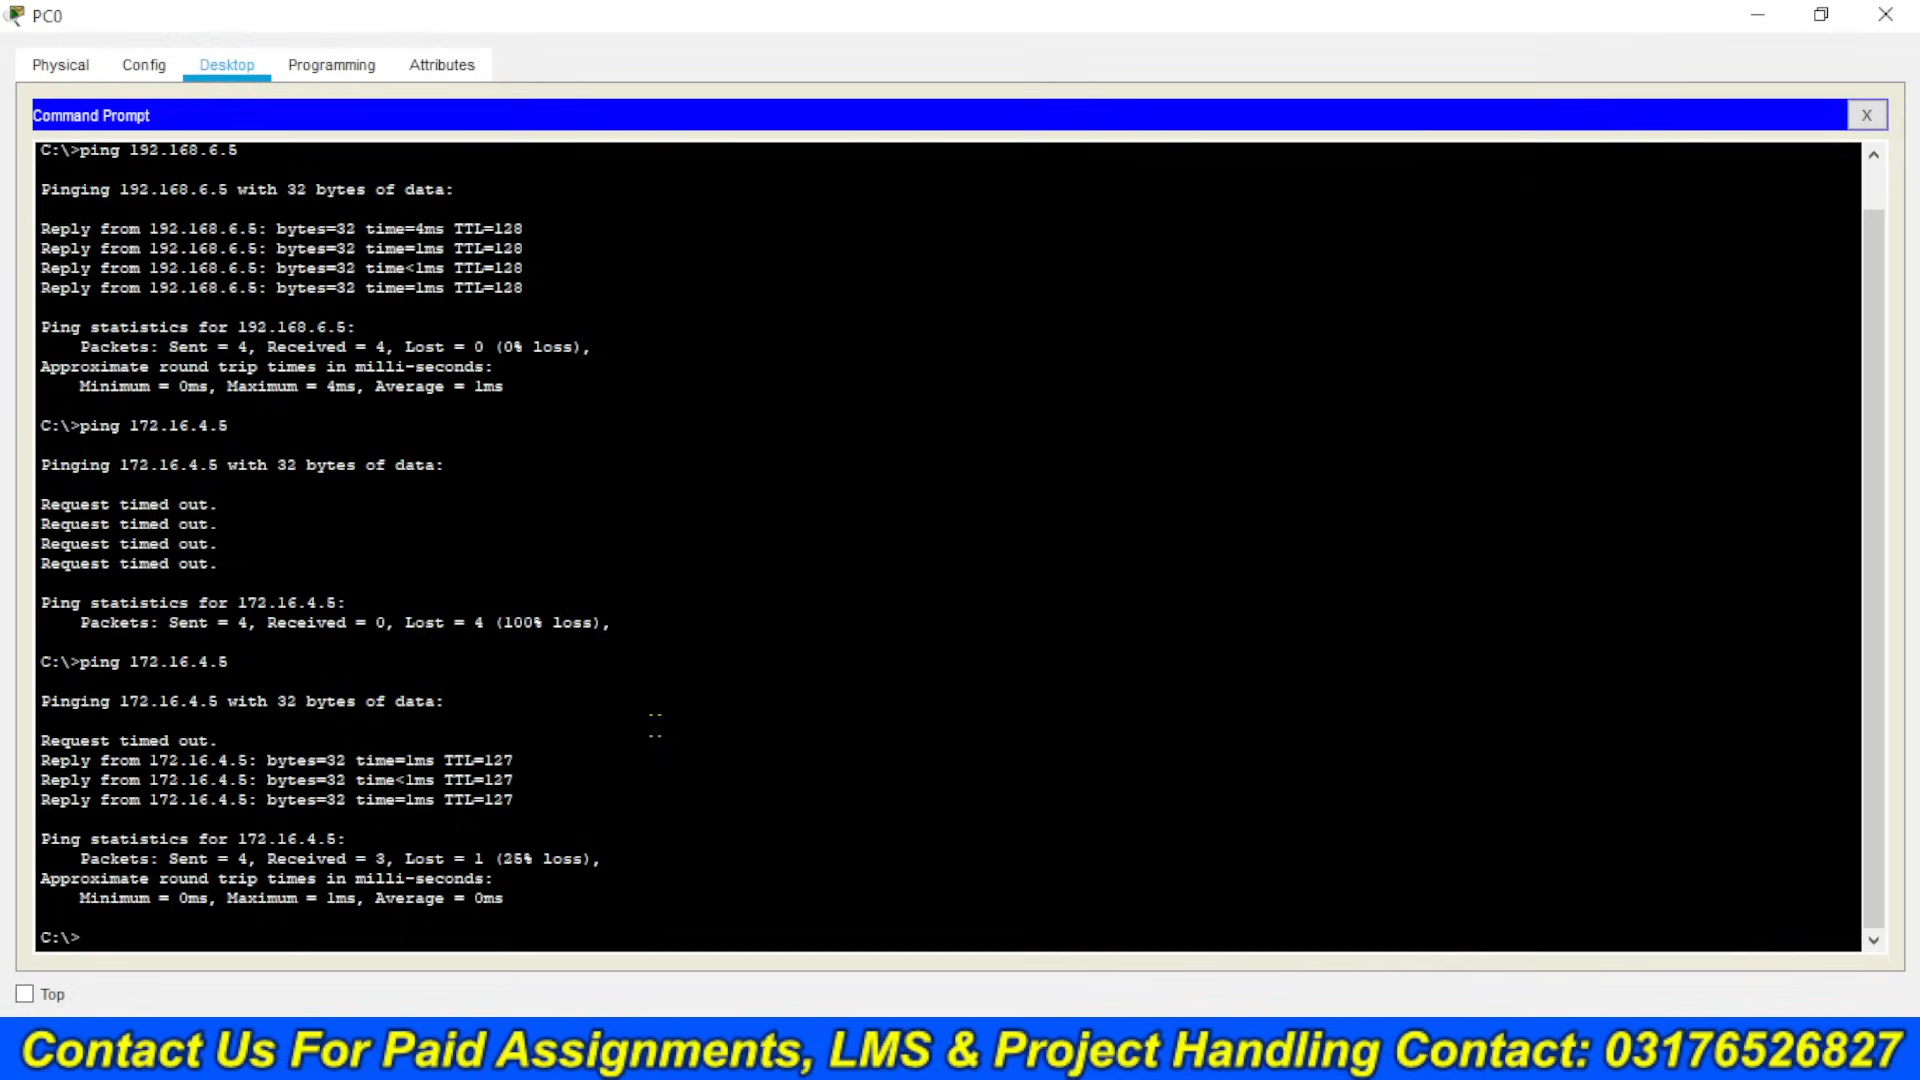 PC0
Physical Config Desktop Programming Attributes
Command Prompt X
C:\>ping 192.168.6.5
Pinging 192.168.6.5 with 32 bytes of data:
Reply from 192.168.6.5: bytes=32 time=4ms TTL=128
Reply from 192.168.6.5: bytes=32 time=1ms TTL=128
Reply from 192.168.6.5: bytes=32 time<1ms TTL=128
Reply from 192.168.6.5: bytes=32 time=1ms TTL=128
Ping statistics for 192.168.6.5:
Packets: Sent = 4, Received = 4, Lost = 0 (0% loss),
Approximate round trip times in milli-seconds:
Minimum = 0ms, Maximum = 4ms, Average = 1ms
C:\>ping 172.16.4.5
Pinging 172.16.4.5 with 32 bytes of data:
Request timed out.
Request timed out.
Request timed out.
Request timed out.
Ping statistics for 172.16.4.5:
Packets: Sent = 4, Received = 0, Lost = 4 (100% loss),
C:\>ping 172.16.4.5
Pinging 172.16.4.5 with 32 bytes of data:
Request timed out.
Reply from 172.16.4.5: bytes=32 time=1ms TTL=127
Reply from 172.16.4.5: bytes=32 time<1ms TTL=127
Reply from 172.16.4.5: bytes=32 time=1ms TTL=127
Ping statistics for 172.16.4.5:
Packets: Sent = 4, Received = 3, Lost = 1 (25% loss),
Approximate round trip times in milli-seconds:
Minimum = 0ms, Maximum = 1ms, Average = 0ms
C:\>
Top
Contact Us For Paid Assignments, LMS & Project Handling Contact: 03176526827